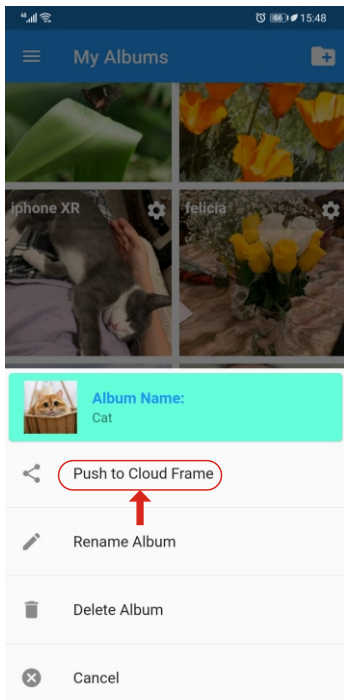 66 15:48
My Albums
iphone XR
felicia
Album Name:
Cat
Push to Cloud Frame
Rename Album
Delete Album
Cancel